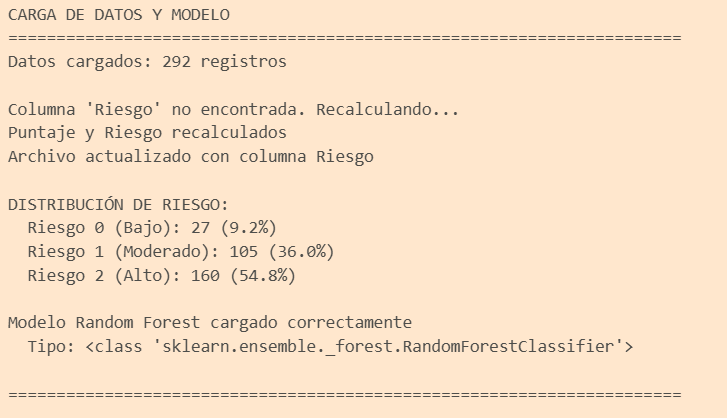 CARGA DE DATOS Y MODELO
======================================================================
Datos cargados: 292 registros
Columna 'Riesgo' no encontrada. Recalculando...
Puntaje y Riesgo recalculados
Archivo actualizado con columna Riesgo
DISTRIBUCIÓN DE RIESGO:
Riesgo 0 (Bajo): 27 (9.2%)
Riesgo 1 (Moderado): 105 (36.0%)
Riesgo 2 (Alto): 160 (54.8%)
Modelo Random Forest cargado correctamente
Tipo: <class 'sklearn.ensemble._forest.RandomForestClassifier'>
======================================================================